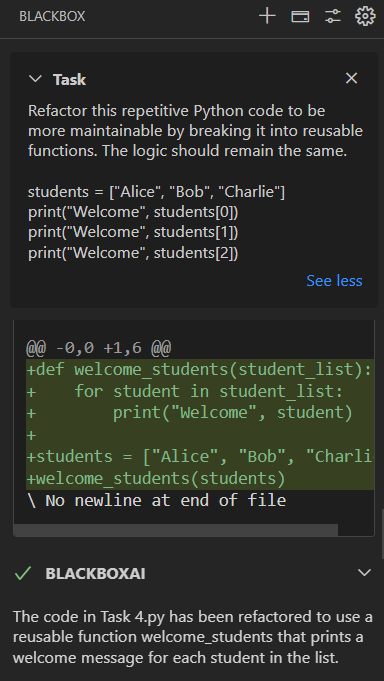 BLACKBOX
Task
Refactor this repetitive Python code to be
more maintainable by breaking it into reusable
functions. The logic should remain the same.
students = ["Alice", "Bob", "Charlie"]
print("Welcome", students[0])
print("Welcome", students[1])
print("Welcome", students[2])
See less
@@ -0,0 +1,6 @@
+def welcome_students(student_list):
+    for student in student_list:
+        print("Welcome", student)
+
+students = ["Alice", "Bob", "Charli
+welcome_students(students)
\ No newline at end of file
BLACKBOXAI
The code in Task 4.py has been refactored to use a
reusable function welcome_students that prints a
welcome message for each student in the list.